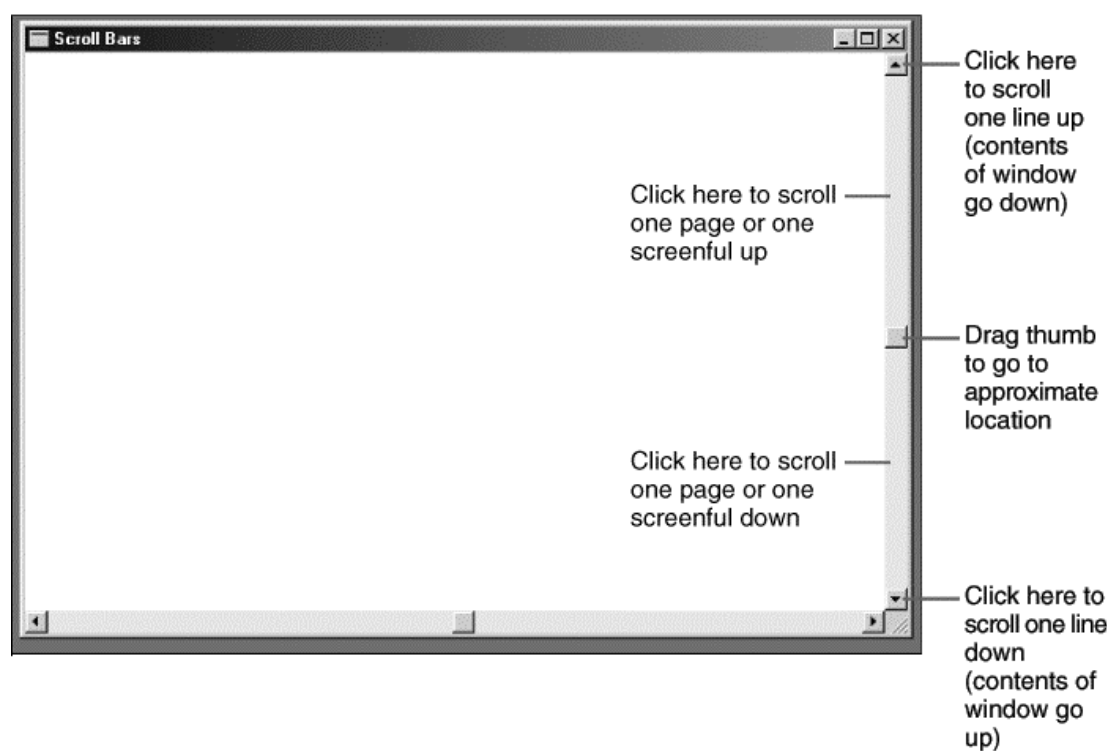 Scroll Bars
Click here
to scroll
one line up
(contents
of window
go down)
Click here to scroll
one page or one
screenful up
Drag thumb
to go to
approximate
location
Click here to scroll
one page or one
screenful down
Click here to
scroll one line
down
(contents of
window go
up)